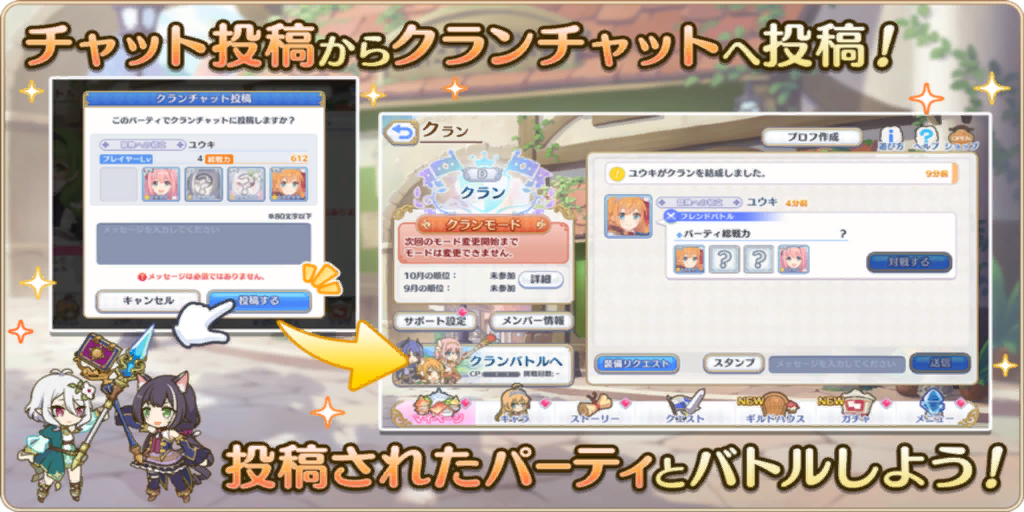 チャット投稿からクランチャットへ投稿！
クランチャット投稿
このパーティでクランチャットに投稿しますか？
ユウキ
プレイヤーLv 4 総戦力 612
※80文字以下
メッセージを入力してください
メッセージは必須ではありません。
キャンセル
投稿する
クラン
プロフ作成
遊び方
ヘルプ
OPEN
ショップ
D
クラン
クランモード
次回のモード変更開始まで
モードは変更できません。
10月の順位： 未参加
9月の順位： 未参加
詳細
サポート設定
メンバー情報
クランバトルへ
CP
ユウキがクランを結成しました。 9分前
ユウキ 4分前
フレンドバトル
パーティ総戦力 ?
? ?
対戦する
装備リクエスト
スタンプ
メッセージを入力してください
送信
マイページ
キャラ
ストーリー
クエスト
NEW
ギルドハウス
NEW
ガチャ
メニュー
投稿されたパーティとバトルしよう！